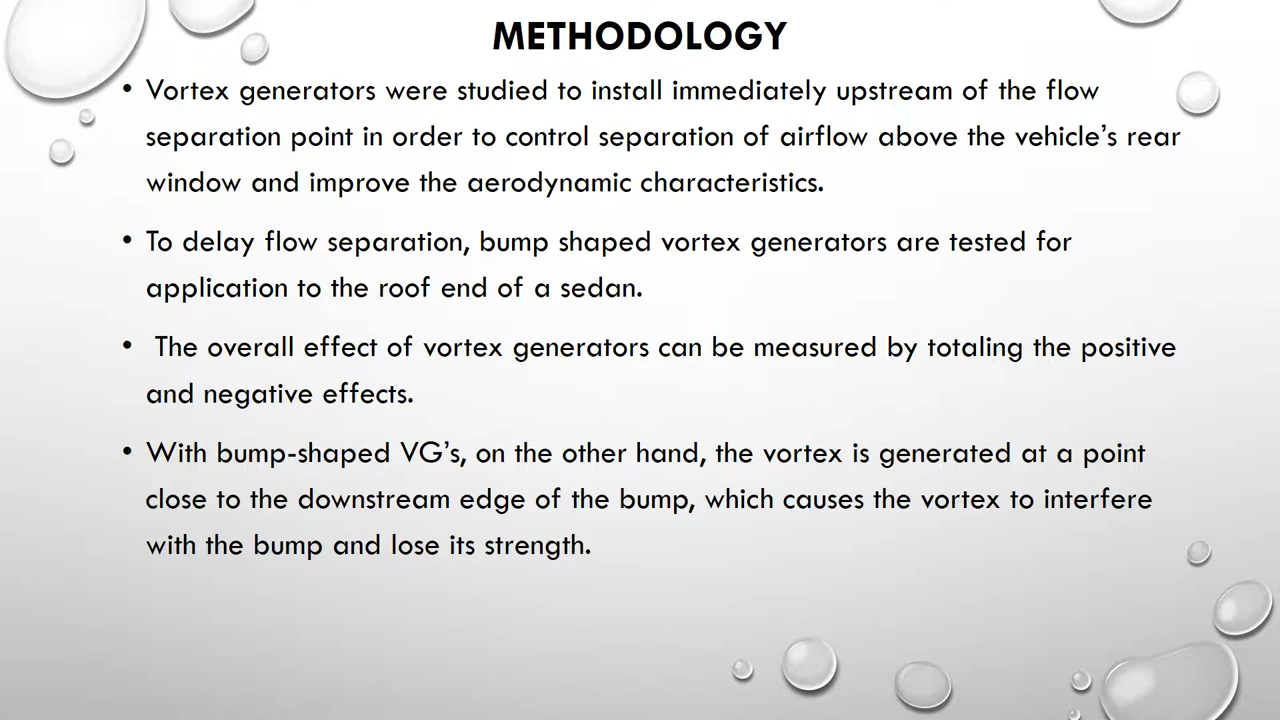 METHODOLOGY
• Vortex generators were studied to install immediately upstream of the flow
separation point in order to control separation of airflow above the vehicle’s rear
window and improve the aerodynamic characteristics.
• To delay flow separation, bump shaped vortex generators are tested for
application to the roof end of a sedan.
• The overall effect of vortex generators can be measured by totaling the positive
and negative effects.
• With bump-shaped VG’s, on the other hand, the vortex is generated at a point
close to the downstream edge of the bump, which causes the vortex to interfere
with the bump and lose its strength.